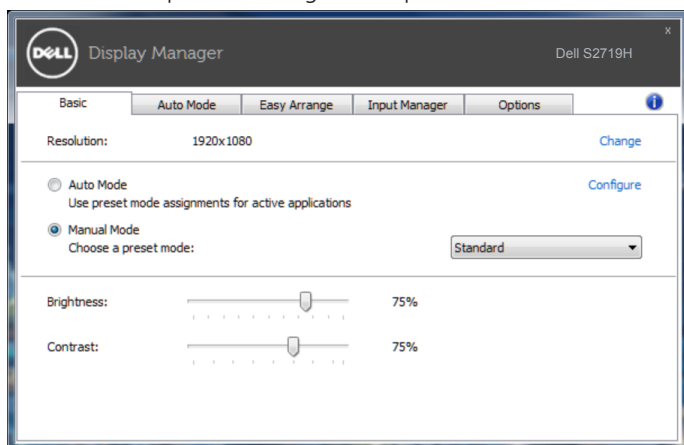 DELL Display Manager
x
Dell S2719H
Basic Auto Mode Easy Arrange Input Manager Options i
Resolution: 1920x1080 Change
Auto Mode Configure
Use preset mode assignments for active applications
Manual Mode
Choose a preset mode: Standard
Brightness: 75%
Contrast: 75%